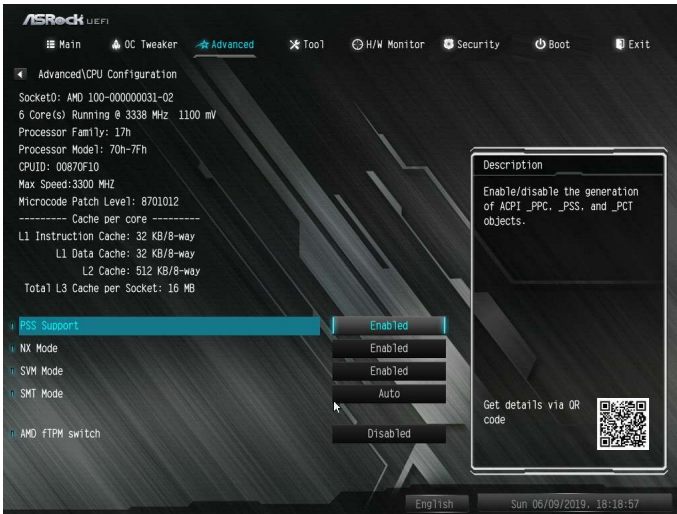 ASRock UEFI
Main OC Tweaker Advanced Tool H/W Monitor Security Boot Exit
Advanced\CPU Configuration
Socket0: AMD 100-000000031-02
6 Core(s) Running @ 3338 MHz 1100 mV
Processor Family: 17h
Processor Model: 70h-7Fh
CPUID: 00870F10
Max Speed:3300 MHZ
Microcode Patch Level: 8701012
--------- Cache per core ---------
L1 Instruction Cache: 32 KB/8-way
L1 Data Cache: 32 KB/8-way
L2 Cache: 512 KB/8-way
Total L3 Cache per Socket: 16 MB
PSS Support Enabled
NX Mode Enabled
SVM Mode Enabled
SMT Mode Auto
AMD fTPM switch Disabled
Description
Enable/disable the generation
of ACPI _PPC, _PSS, and _PCT
objects.
Get details via QR
code
English Sun 06/09/2019, 18:18:57